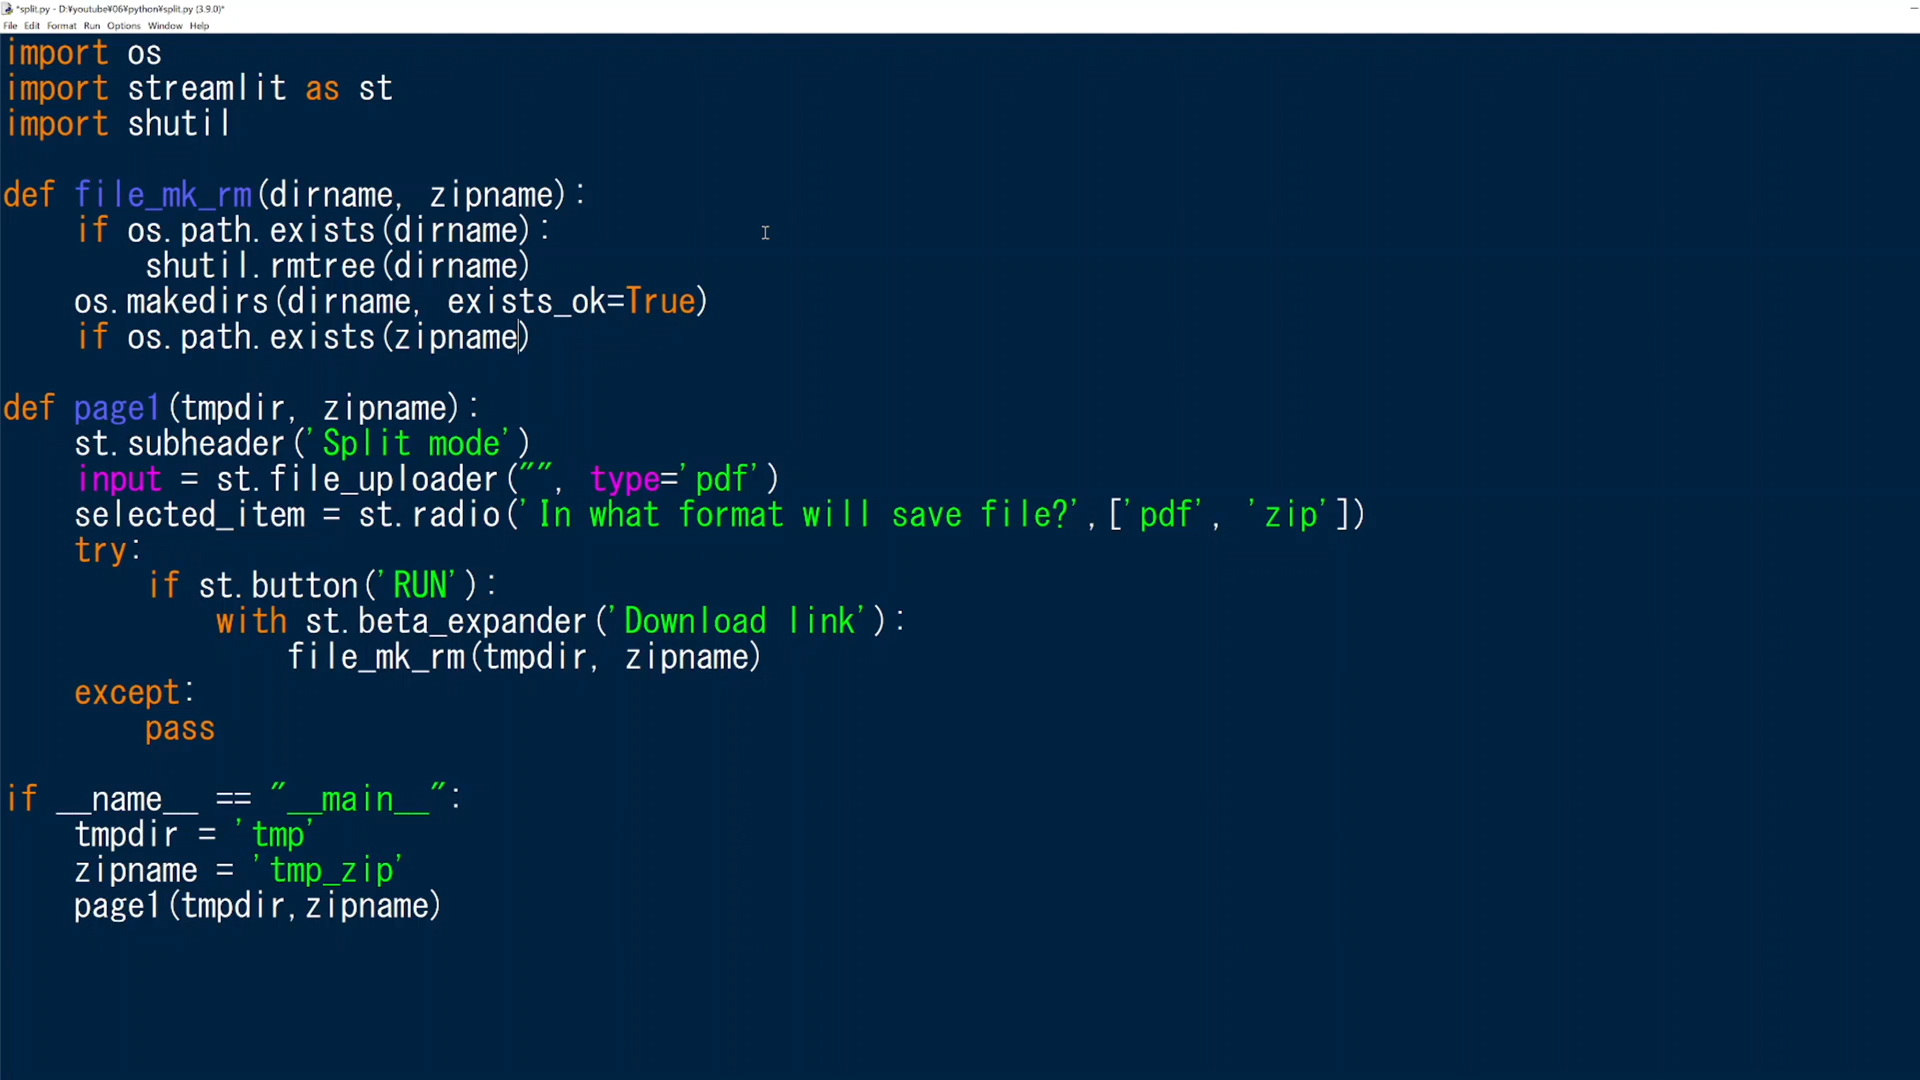 *split.py - D:¥youtube¥06¥python¥split.py (3.9.0)*
File Edit Format Run Options Window Help
import os
import streamlit as st
import shutil
def file_mk_rm(dirname, zipname):
    if os.path.exists(dirname):
        shutil.rmtree(dirname)
    os.makedirs(dirname, exists_ok=True)
    if os.path.exists(zipname)
def page1(tmpdir, zipname):
    st.subheader('Split mode')
    input = st.file_uploader("", type='pdf')
    selected_item = st.radio('In what format will save file?',['pdf', 'zip'])
    try:
        if st.button('RUN'):
            with st.beta_expander('Download link'):
                file_mk_rm(tmpdir, zipname)
    except:
        pass
if __name__ == "__main__":
    tmpdir = 'tmp'
    zipname = 'tmp_zip'
    page1(tmpdir,zipname)